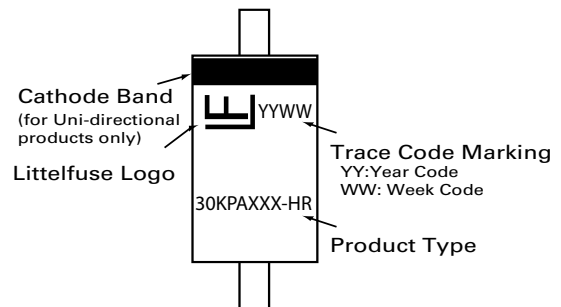 Cathode Band
(for Uni-directional
products only)
Littelfuse Logo
YYWW
Trace Code Marking
YY:Year Code
WW: Week Code
30KPAXXX-HR
Product Type